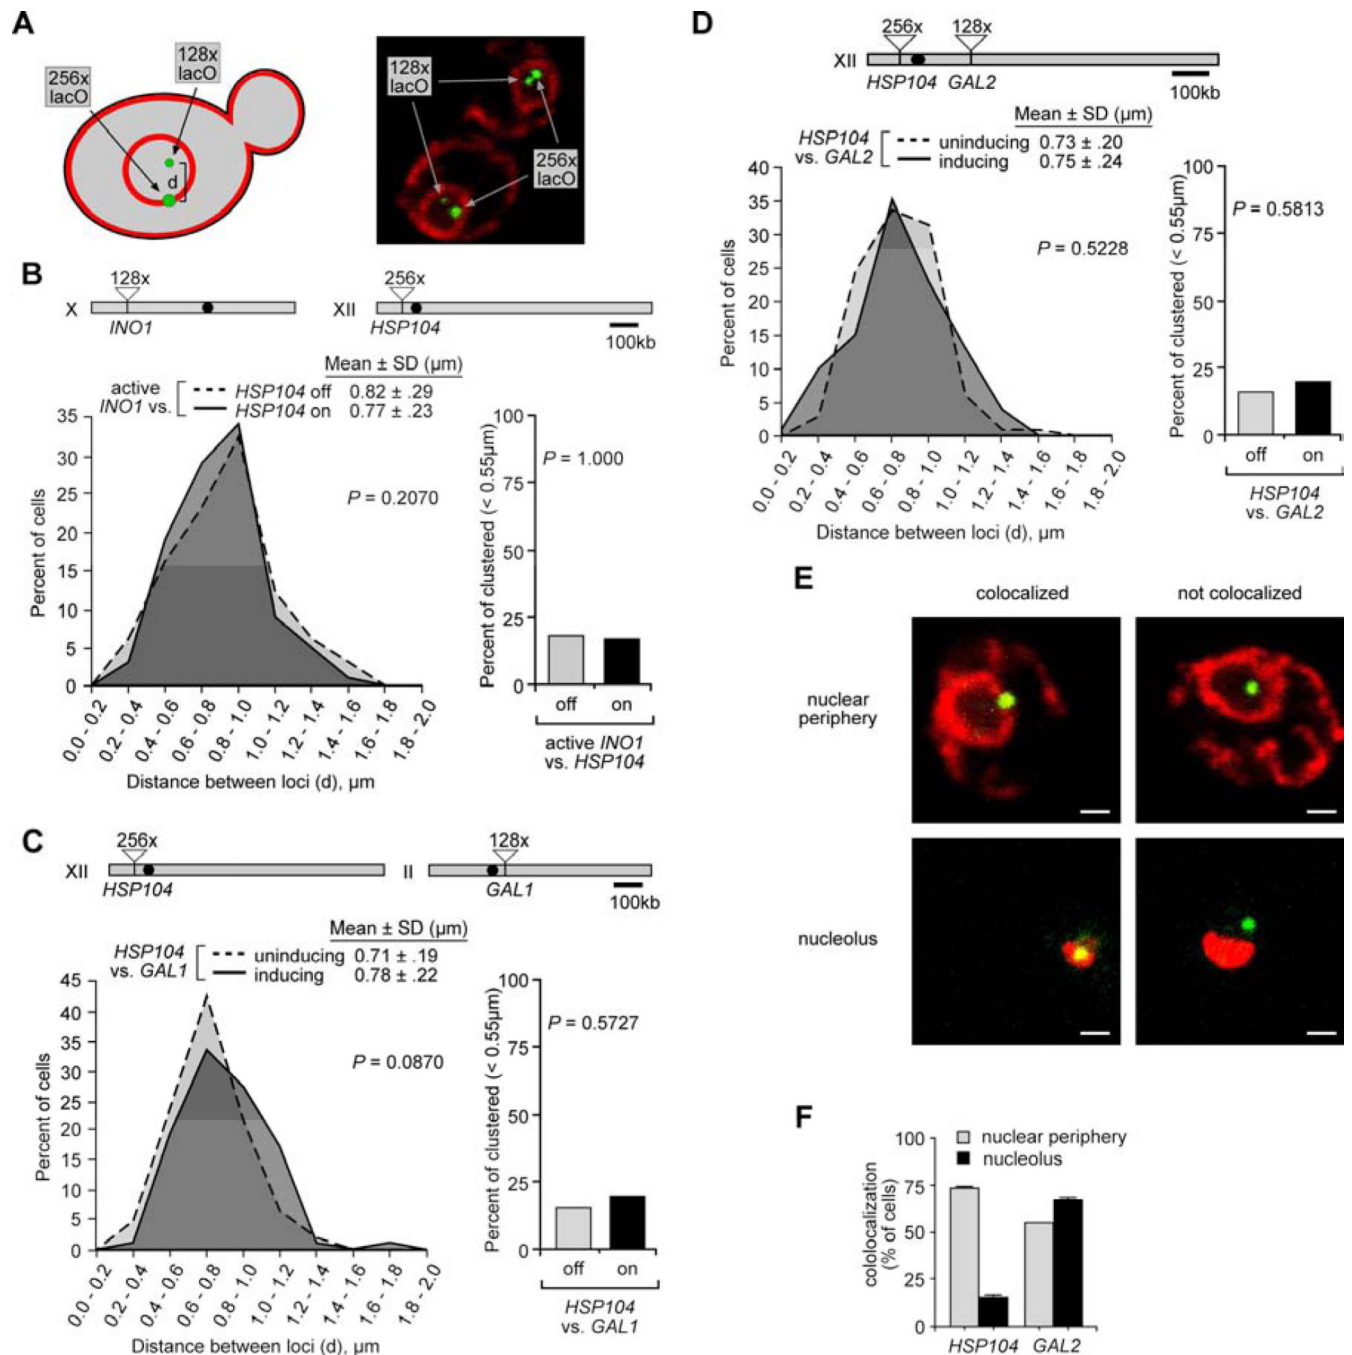 A
256x
lacO
128x
lacO
d
128x
lacO
256x
lacO
B
X
128x
INO1
XII
256x
HSP104
100kb
Mean ± SD (µm)
active
INO1 vs.
HSP104 off 0.82 ± .29
HSP104 on 0.77 ± .23
Percent of cells
35
30
25
20
15
10
5
0
P = 0.2070
0.0 - 0.2
0.2 - 0.4
0.4 - 0.6
0.6 - 0.8
0.8 - 1.0
1.0 - 1.2
1.2 - 1.4
1.4 - 1.6
1.6 - 1.8
1.8 - 2.0
Distance between loci (d), µm
Percent of clustered (< 0.55µm)
100
75
50
25
0
P = 1.000
off on
active INO1
vs. HSP104
C
XII
256x
HSP104
II
128x
GAL1
100kb
Mean ± SD (µm)
HSP104
vs. GAL1
uninducing 0.71 ± .19
inducing 0.78 ± .22
Percent of cells
45
40
35
30
25
20
15
10
5
0
P = 0.0870
0.0 - 0.2
0.2 - 0.4
0.4 - 0.6
0.6 - 0.8
0.8 - 1.0
1.0 - 1.2
1.2 - 1.4
1.4 - 1.6
1.6 - 1.8
1.8 - 2.0
Distance between loci (d), µm
Percent of clustered (< 0.55µm)
100
75
50
25
0
P = 0.5727
off on
HSP104
vs. GAL1
D
XII
256x 128x
HSP104 GAL2
100kb
Mean ± SD (µm)
HSP104
vs. GAL2
uninducing 0.73 ± .20
inducing 0.75 ± .24
Percent of cells
40
35
30
25
20
15
10
5
0
P = 0.5228
0.0 - 0.2
0.2 - 0.4
0.4 - 0.6
0.6 - 0.8
0.8 - 1.0
1.0 - 1.2
1.2 - 1.4
1.4 - 1.6
1.6 - 1.8
1.8 - 2.0
Distance between loci (d), µm
Percent of clustered (< 0.55µm)
100
75
50
25
0
P = 0.5813
off on
HSP104
vs. GAL2
E
colocalized not colocalized
nuclear
periphery
nucleolus
F
cololocalization
(% of cells)
100
75
50
25
0
nuclear periphery
nucleolus
HSP104 GAL2